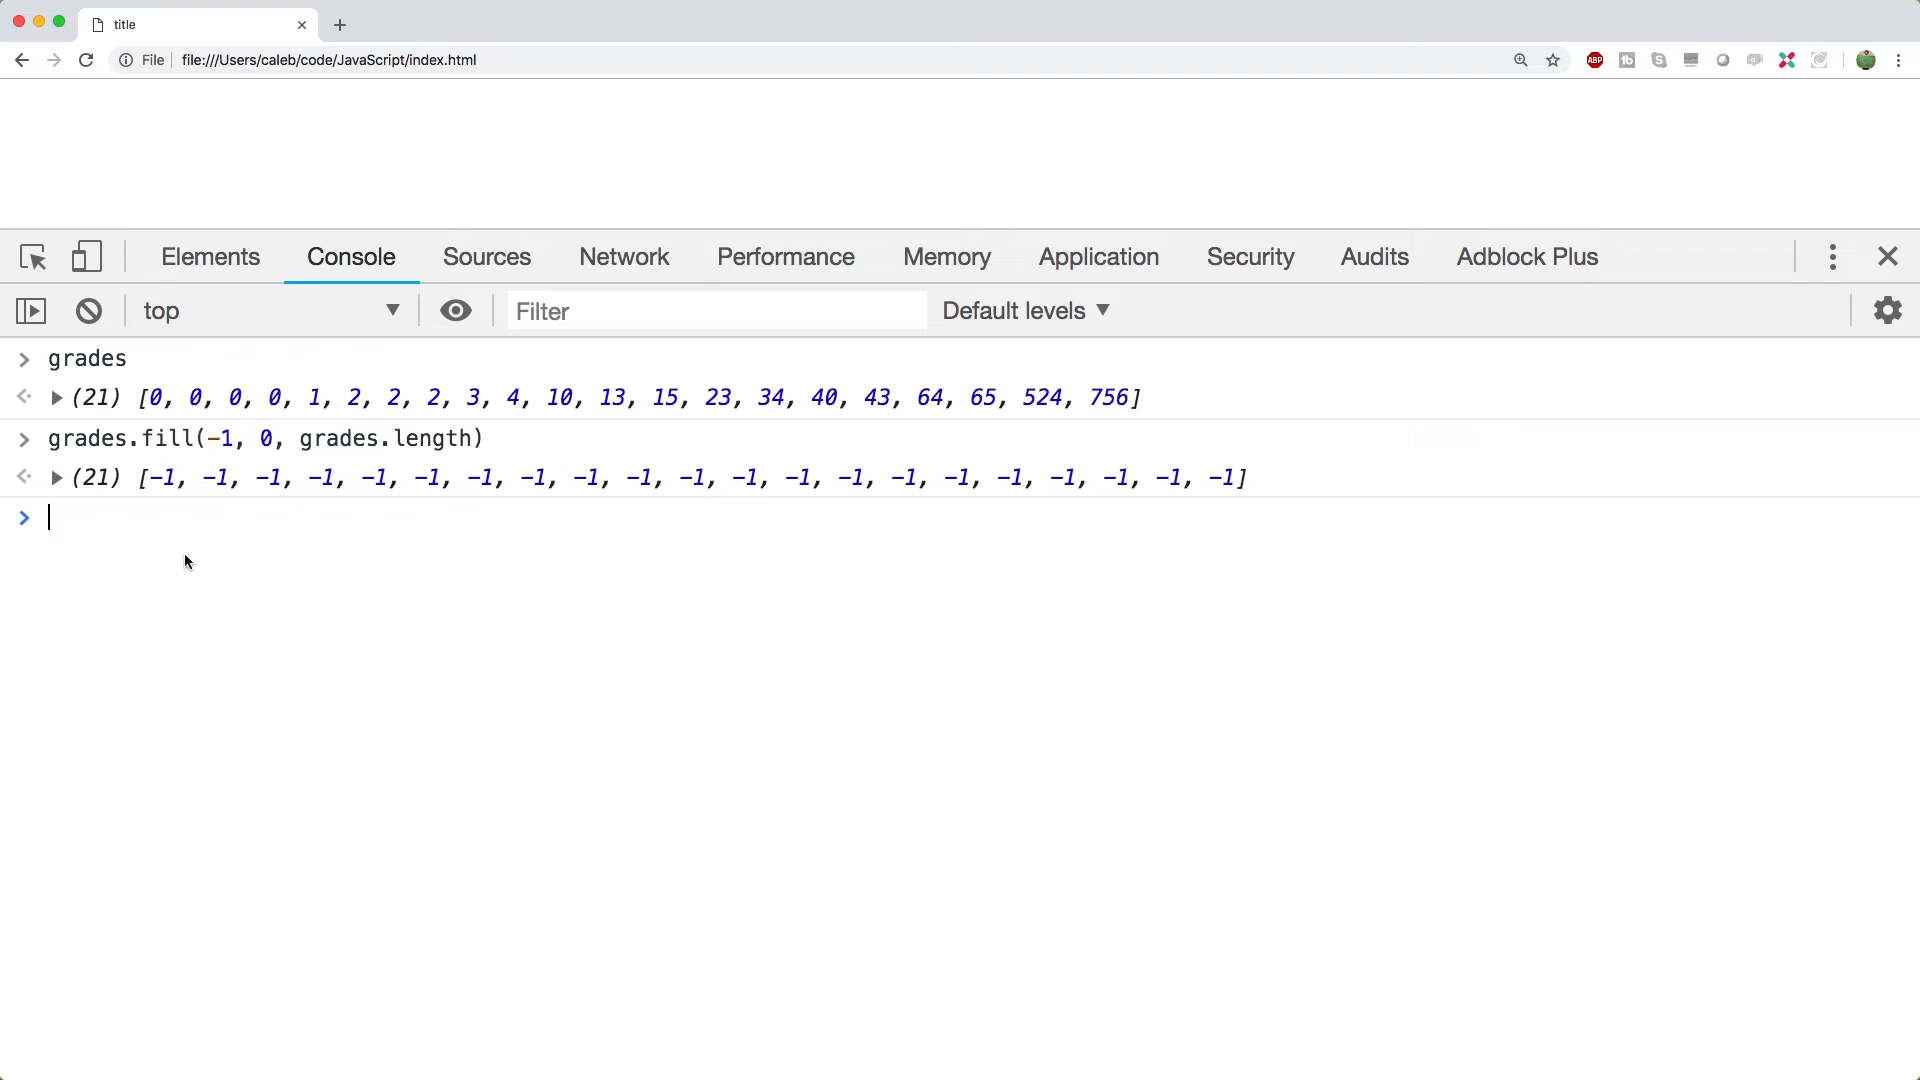 title
File file:///Users/caleb/code/JavaScript/index.html
ABP
Elements Console Sources Network Performance Memory Application Security Audits Adblock Plus
top Filter Default levels
grades
(21) [0, 0, 0, 0, 1, 2, 2, 2, 3, 4, 10, 13, 15, 23, 34, 40, 43, 64, 65, 524, 756]
grades.fill(-1, 0, grades.length)
(21) [-1, -1, -1, -1, -1, -1, -1, -1, -1, -1, -1, -1, -1, -1, -1, -1, -1, -1, -1, -1, -1]